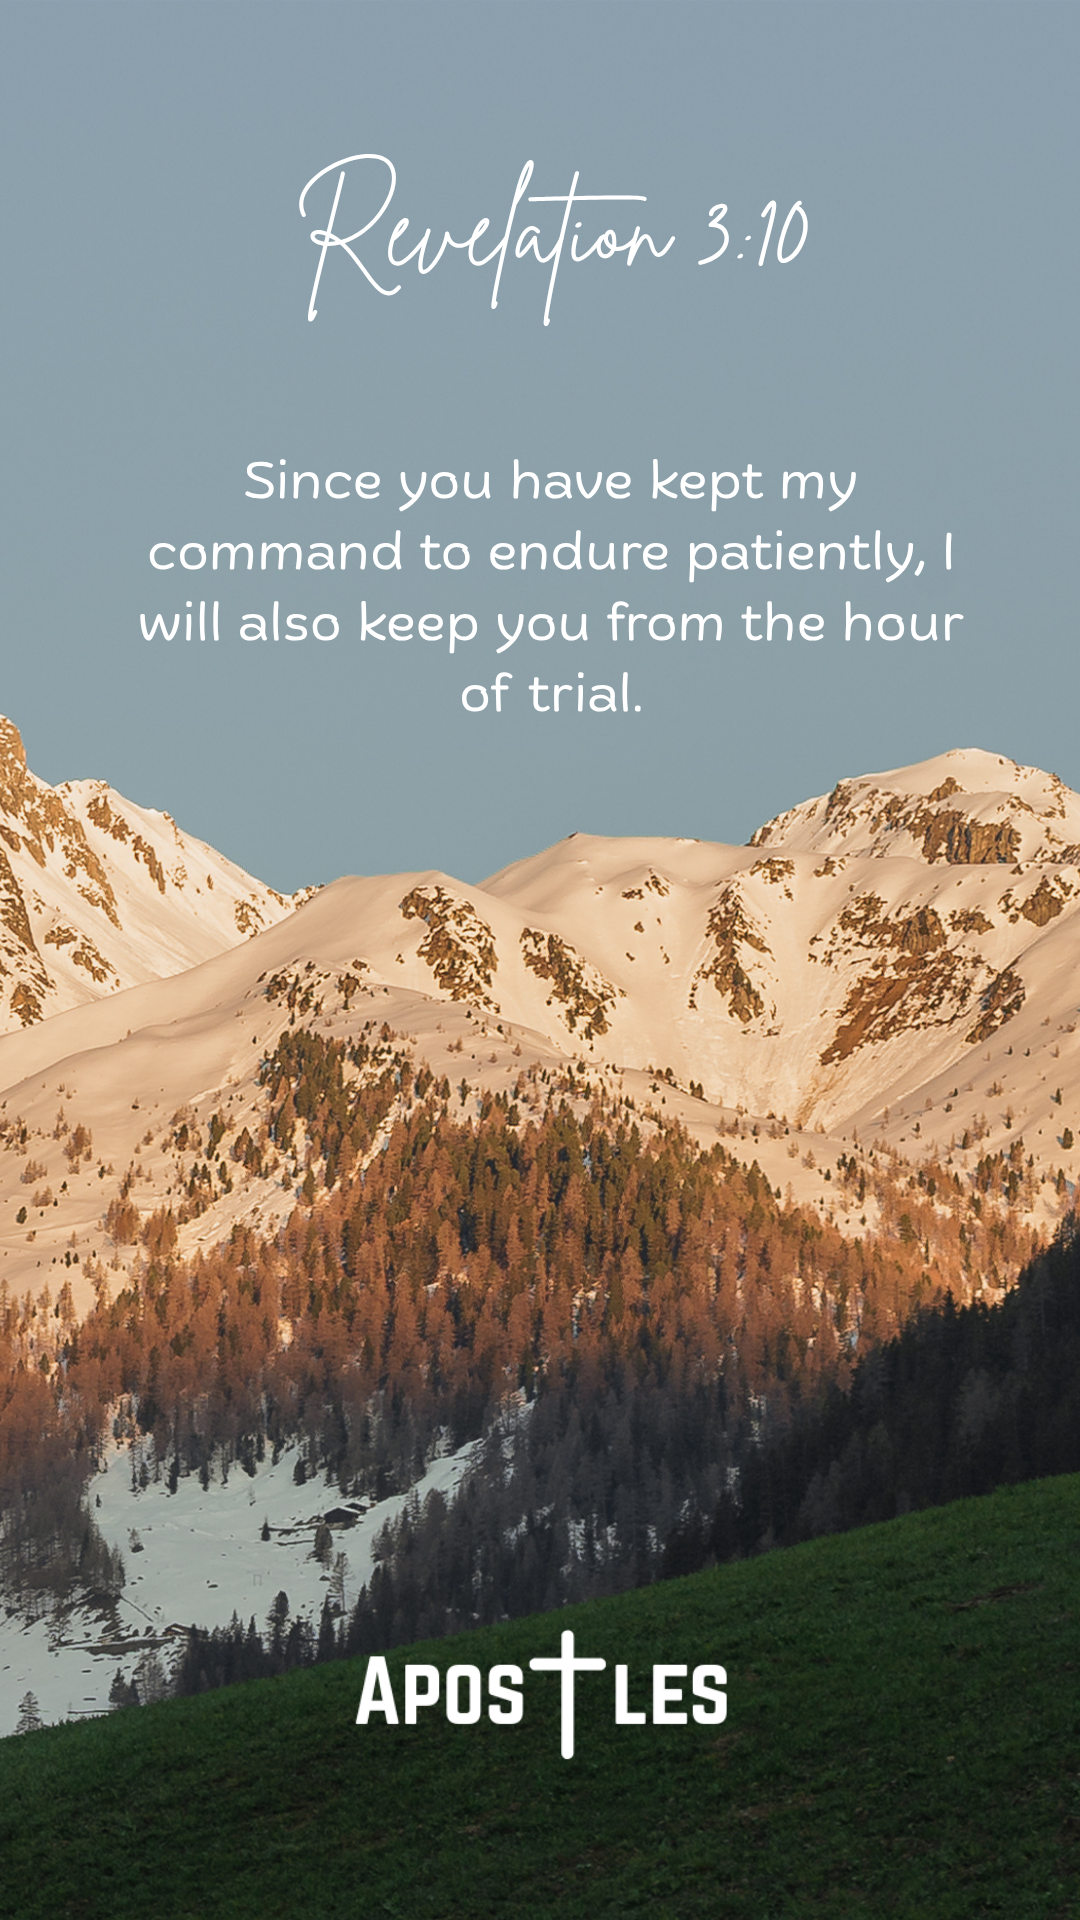 Revelation 3:10
Since you have kept my
command to endure patiently, I
will also keep you from the hour
of trial.
APOSTLES